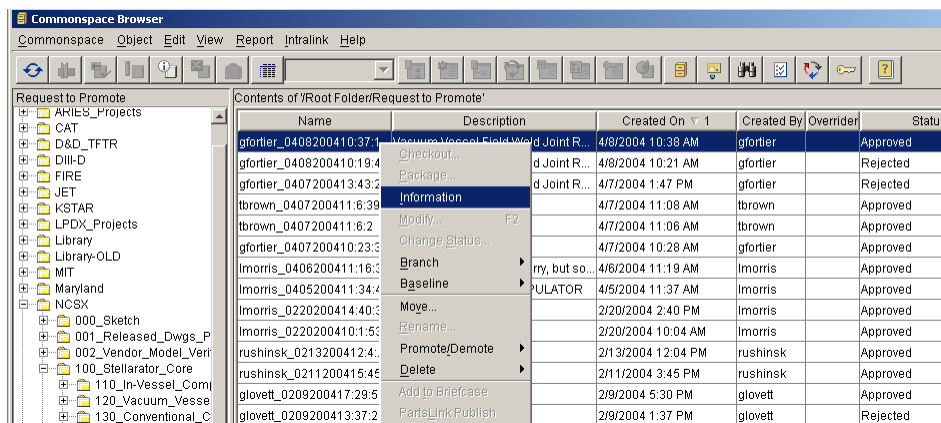 Commonspace Browser
Commonspace Object Edit View Report Intralink Help
Request to Promote
ARIES_Projects
CAT
D&D_TFTR
DIII-D
FIRE
JET
KSTAR
LPDX_Projects
Library
Library-OLD
MIT
Maryland
NCSX
000_Sketch
001_Released_Dwgs_P
002_Vendor_Model_Veri
100_Stellarator_Core
110_In-Vessel_Comp
120_Vacuum_Vesse
130_Conventional_C
Contents of '/Root Folder/Request to Promote'
Name Description Created On 1 Created By Overrider Statu
gfortier_0408200410:37:1 Vacuum Vessel Field Weld Joint R... 4/8/2004 10:38 AM gfortier Approved
gfortier_0408200410:19:4 d Joint R... 4/8/2004 10:21 AM gfortier Rejected
gfortier_0407200413:43:2 d Joint R... 4/7/2004 1:47 PM gfortier Rejected
tbrown_0407200411:6:39 4/7/2004 11:08 AM tbrown Approved
tbrown_0407200411:6:2 4/7/2004 11:06 AM tbrown Approved
gfortier_0407200410:23:3 4/7/2004 10:28 AM gfortier Approved
lmorris_0406200411:16:3 rry, but so... 4/6/2004 11:19 AM lmorris Approved
lmorris_0405200411:34:4 PULATOR 4/5/2004 11:37 AM lmorris Approved
lmorris_0220200414:40:3 2/20/2004 2:40 PM lmorris Approved
lmorris_0220200410:1:53 2/20/2004 10:04 AM lmorris Approved
rushinsk_0213200412:4:. 2/13/2004 12:04 PM rushinsk Approved
rushinsk_0211200415:45 2/11/2004 3:45 PM rushinsk Approved
glovett_0209200417:29:5 2/9/2004 5:30 PM glovett Approved
glovett_0209200413:37:2 2/9/2004 1:37 PM glovett Rejected
Checkout...
Package...
Information
Modify... F2
Change Status...
Branch
Baseline
Move...
Rename...
Promote/Demote
Delete
Add to Briefcase
PartsLink Publish